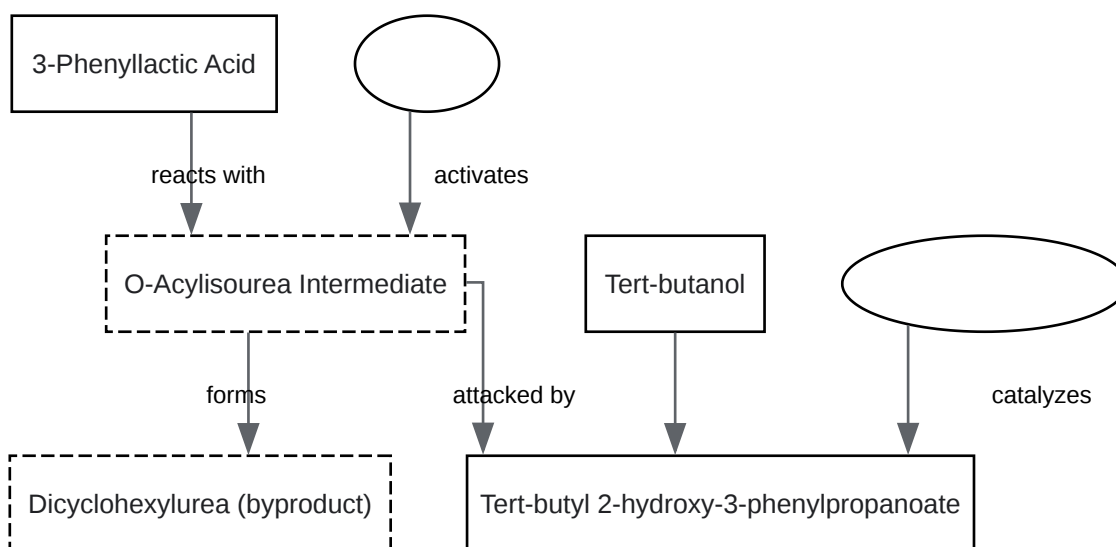 3-Phenyllactic Acid
reacts with
activates
O-Acylisourea Intermediate
Tert-butanol
forms
attacked by
catalyzes
Dicyclohexylurea (byproduct)
Tert-butyl 2-hydroxy-3-phenylpropanoate